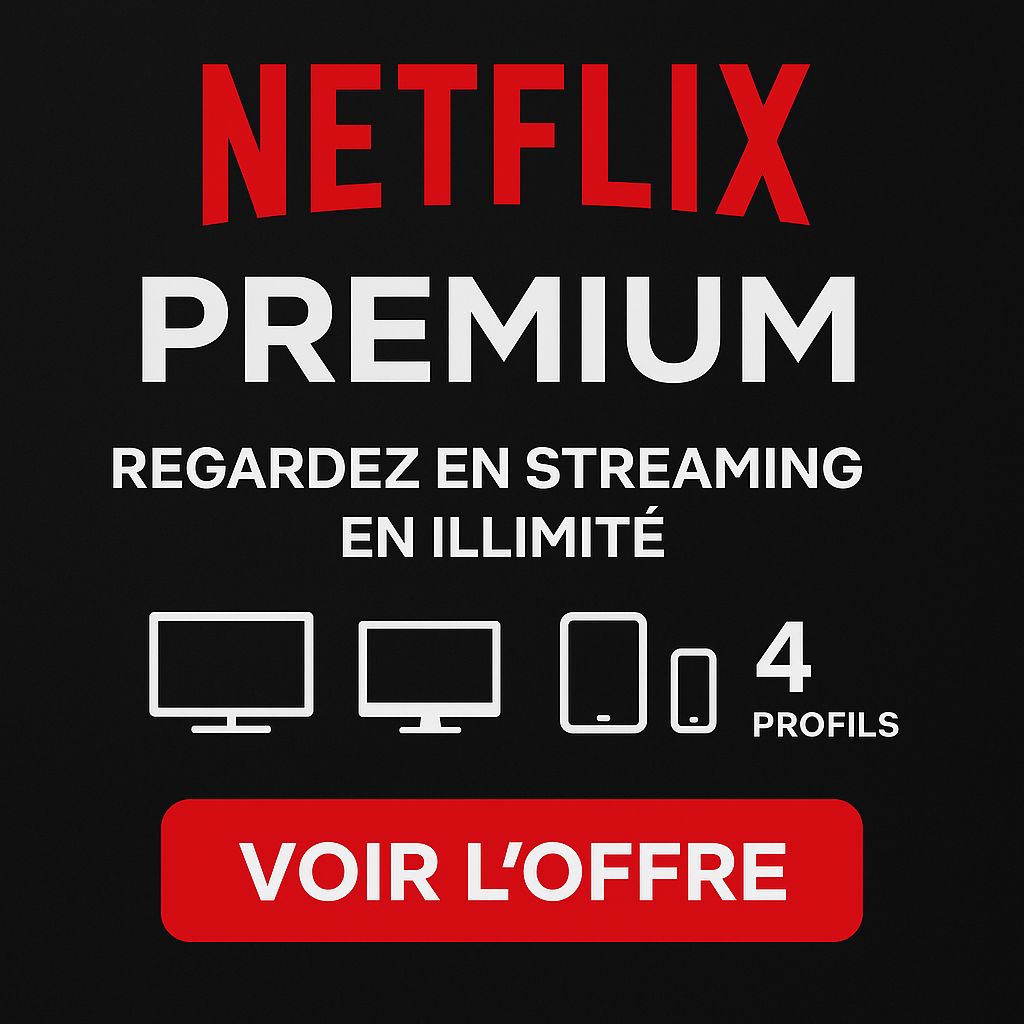 NETFLIX
PREMIUM
REGARDEZ EN STREAMING
EN ILLIMITÉ
4
PROFILS
VOIR L’OFFRE